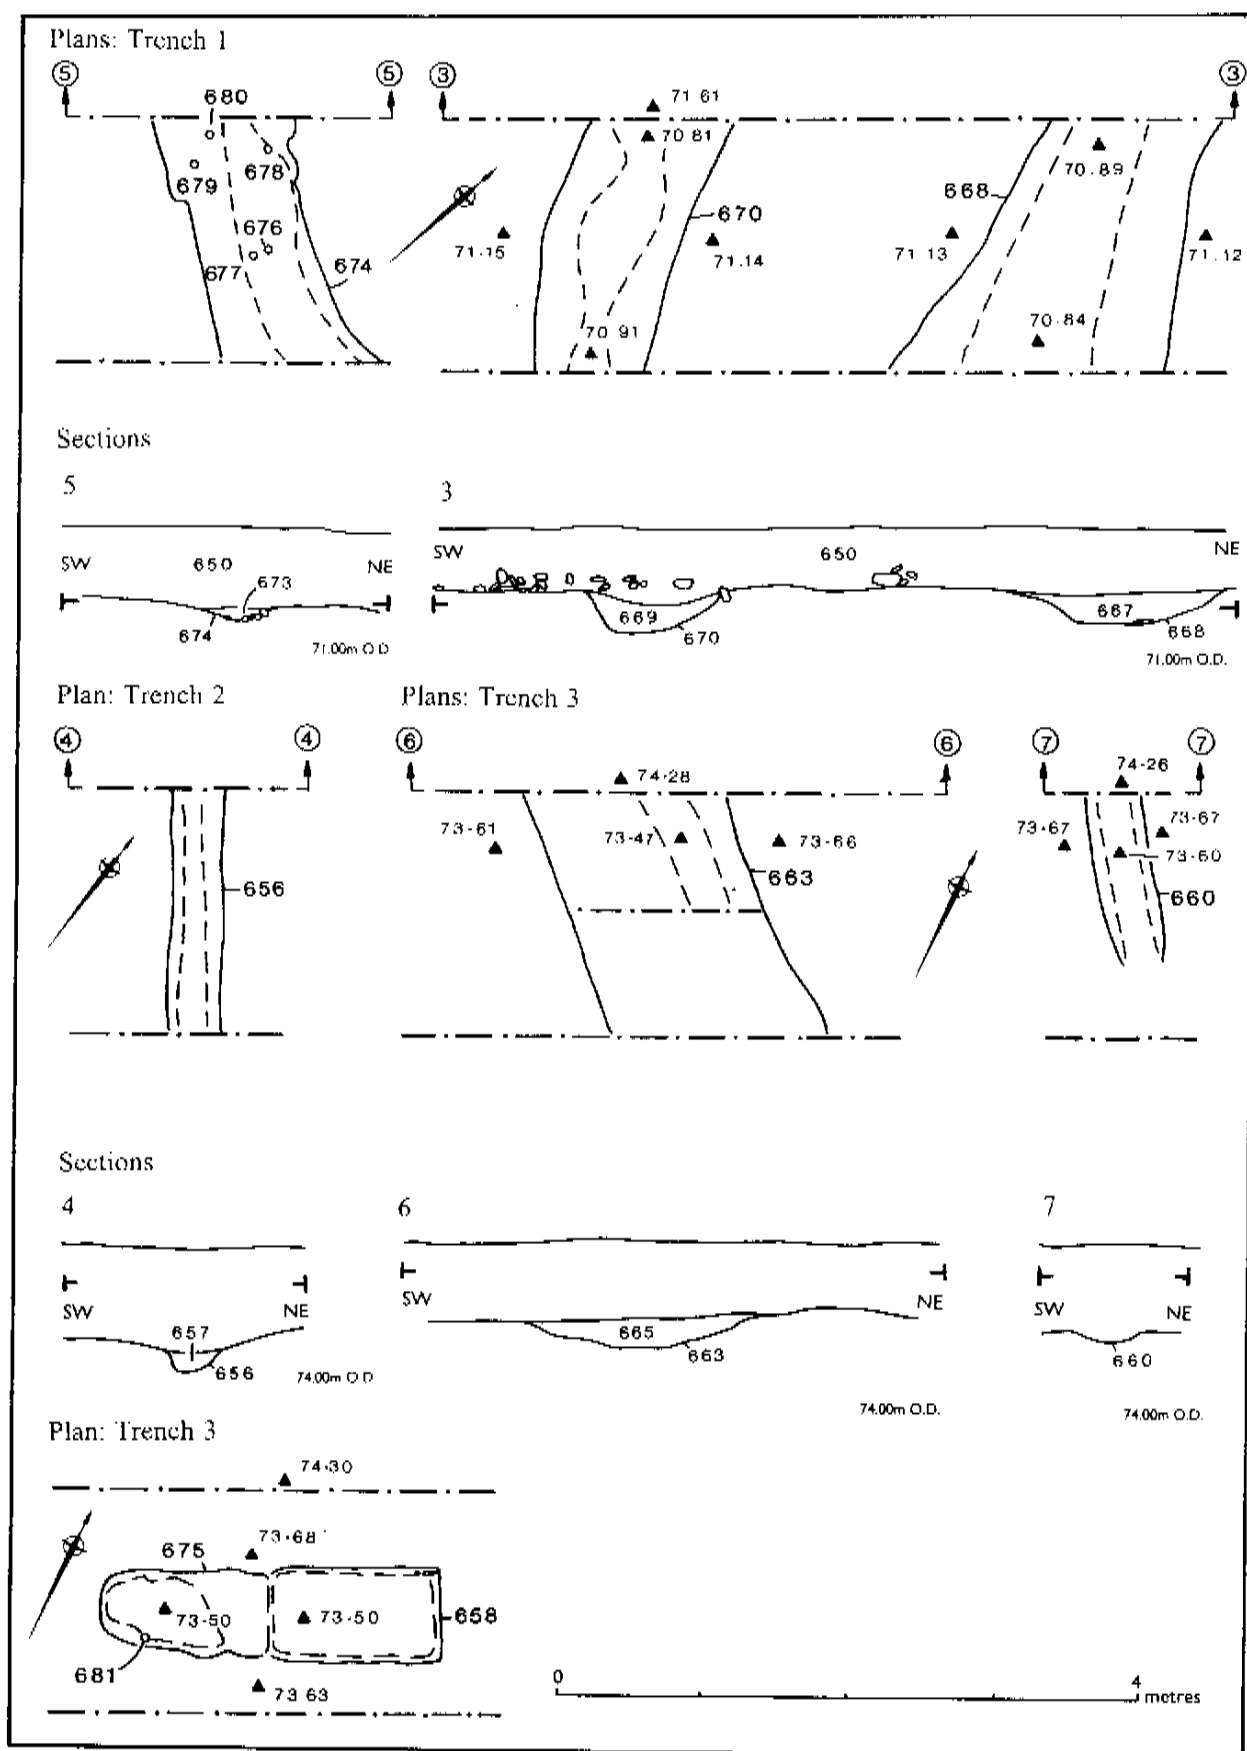 Plans: Trench 1
5 5 3 3
680
71 61
70 81
679 678
70.89
668
670
676
71.15
71.14
71.13
71.12
677 674
70 91
70.84
Sections
5
3
SW 650 NE
673
674
71.00m O.D
SW 650 NE
669 667
670 668
71.00m O.D.
Plan: Trench 2
Plans: Trench 3
4 4 6 6 7 7
74-28
74-26
73-61 73-47 73-66
73-67 73-67
73-60
656
663
660
Sections
4
6
7
SW NE
657
656
74.00m O.D
SW NE
665
663
74.00m O.D.
SW NE
660
74.00m O.D.
Plan: Trench 3
74-30
73-68
675
73-50 73-50 658
681
73 63
0 4 metres